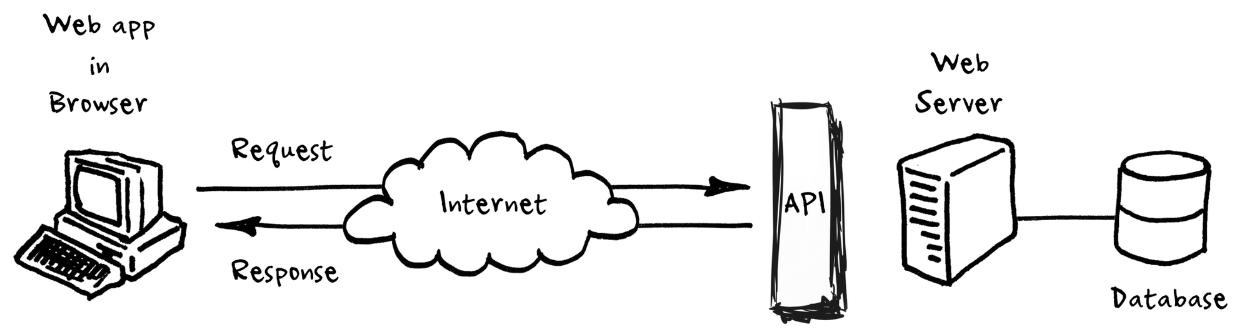 Web app
in
Browser
Request
Internet
Response
API
Web
Server
Database